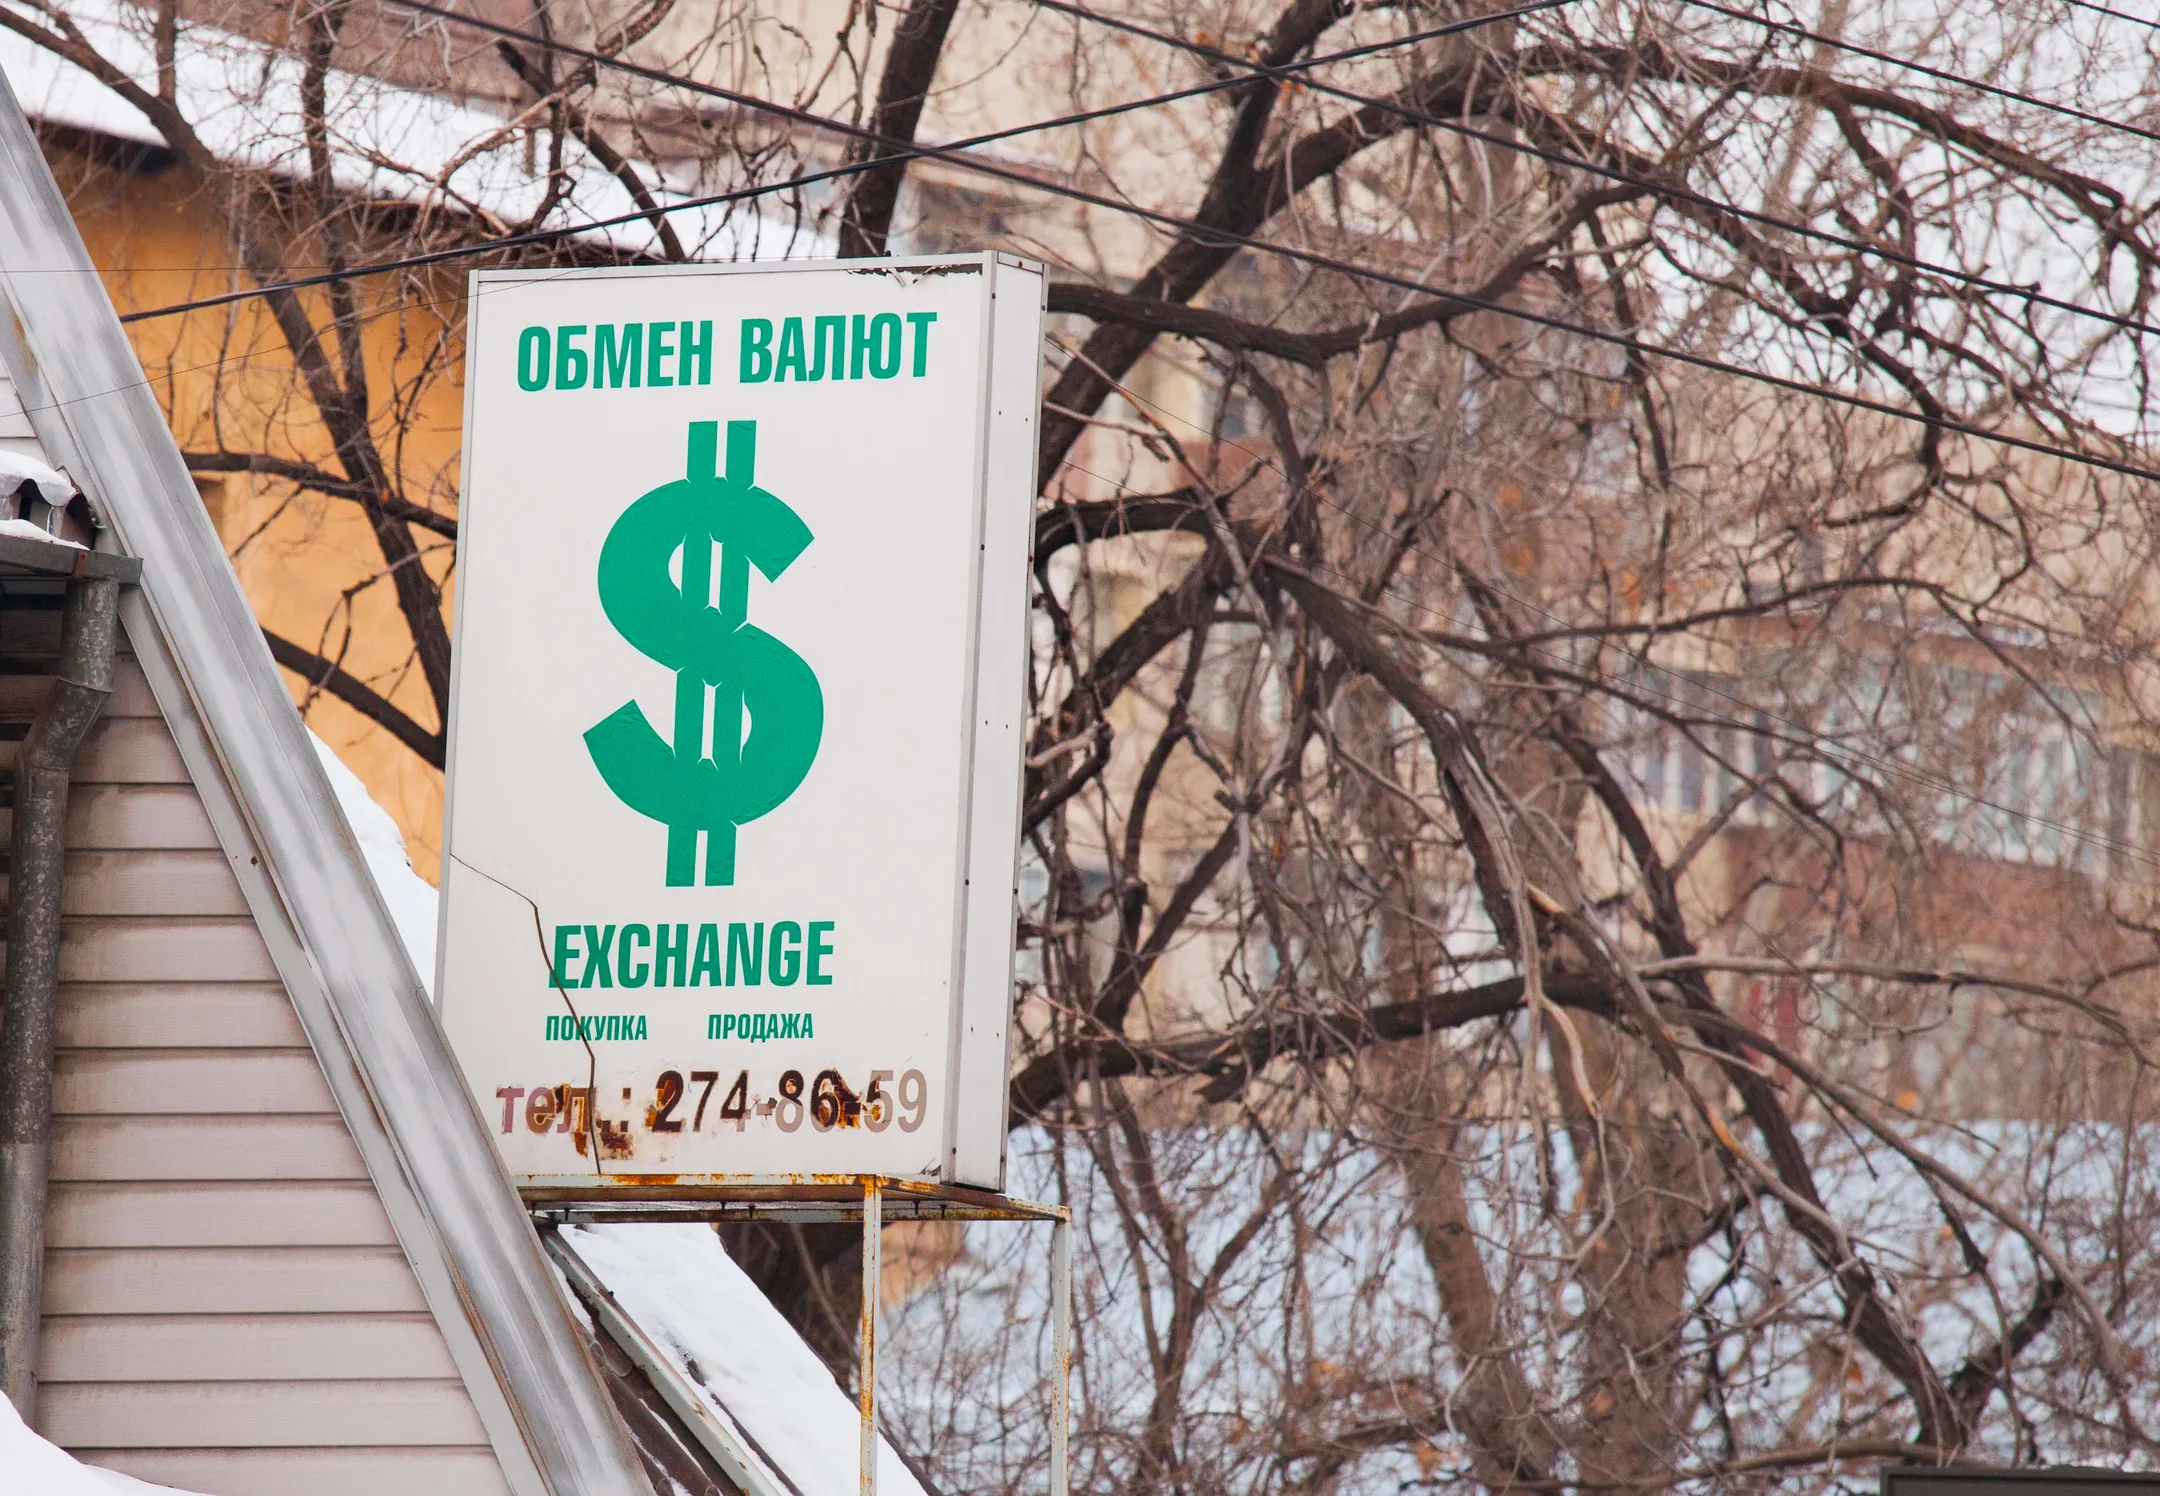 ОБМЕН ВАЛЮТ
$
EXCHANGE
ПОКУПКА ПРОДАЖА
тел.: 274-86-59